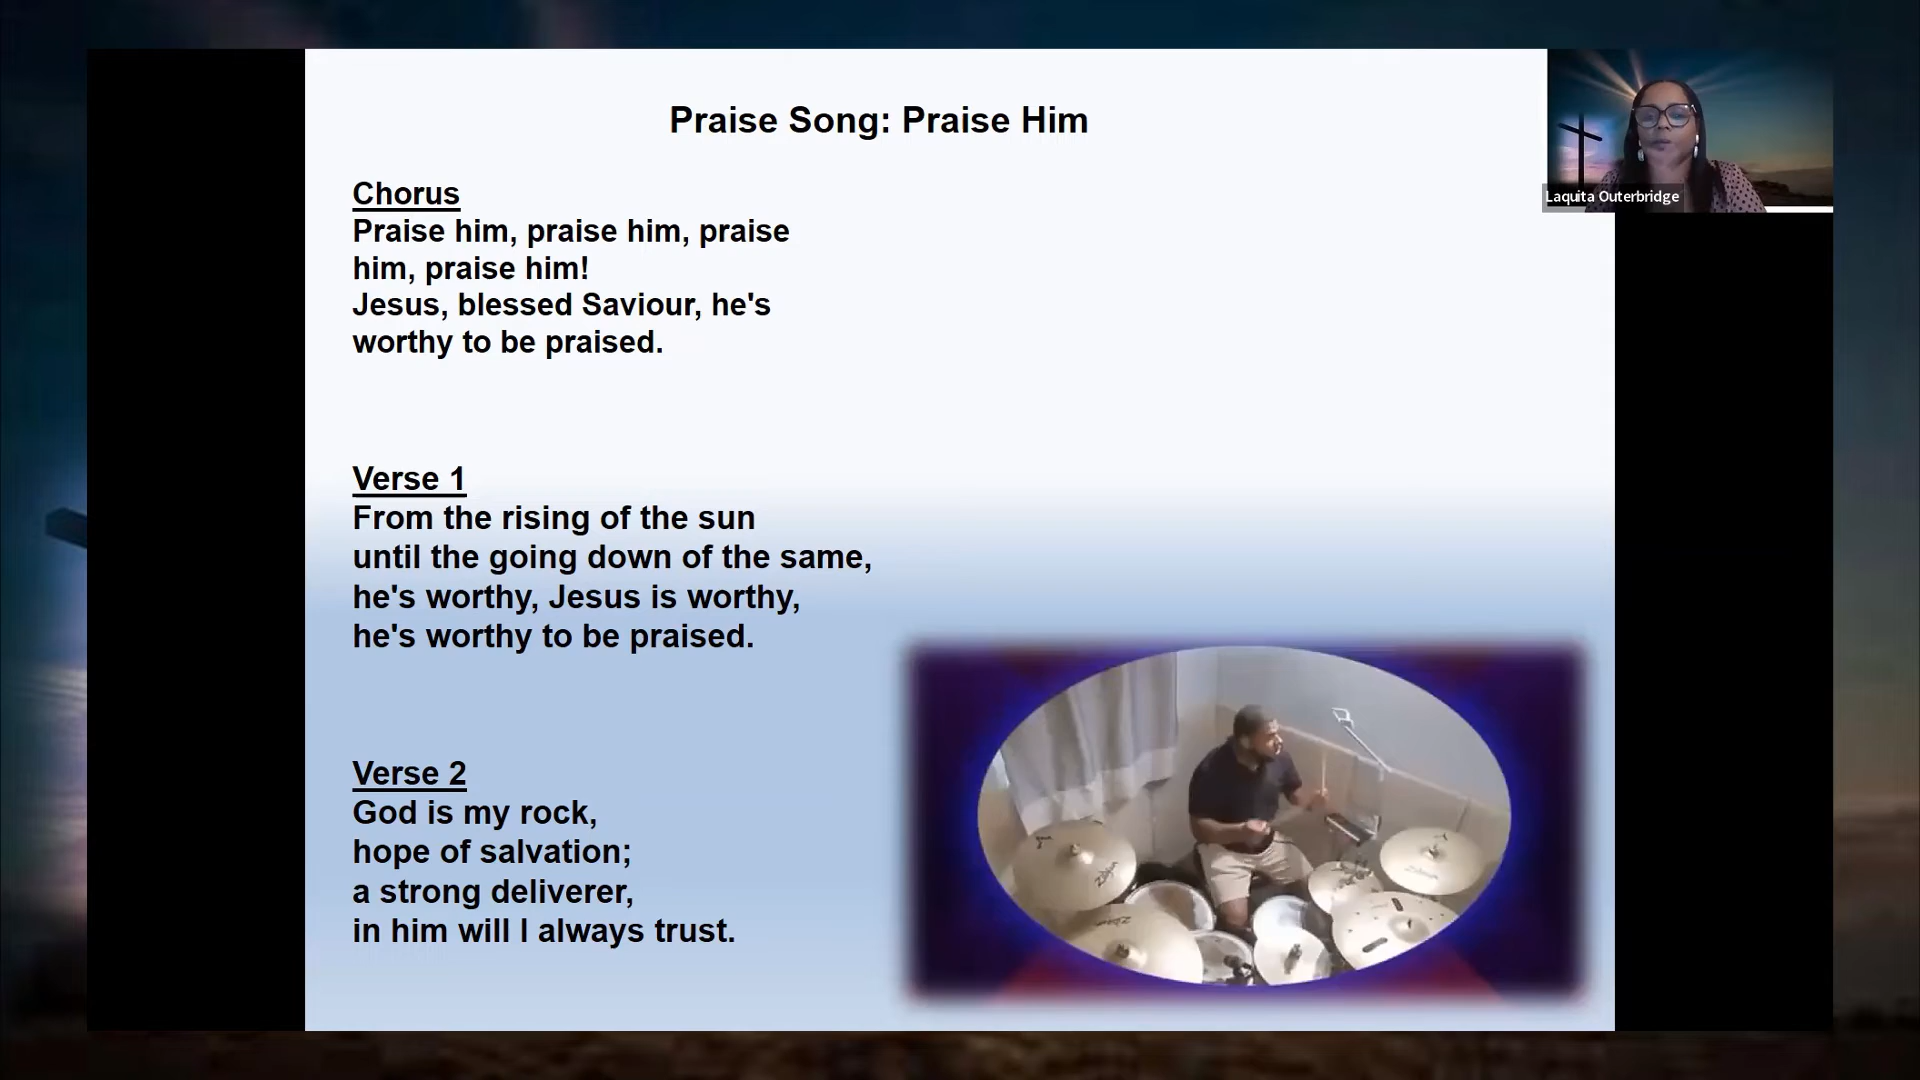 Praise Song: Praise Him
Laquita Outerbridge
Chorus
Praise him, praise him, praise
him, praise him!
Jesus, blessed Saviour, he's
worthy to be praised.
Verse 1
From the rising of the sun
until the going down of the same,
he's worthy, Jesus is worthy,
he's worthy to be praised.
Verse 2
God is my rock,
hope of salvation;
a strong deliverer,
in him will I always trust.
Zildjian